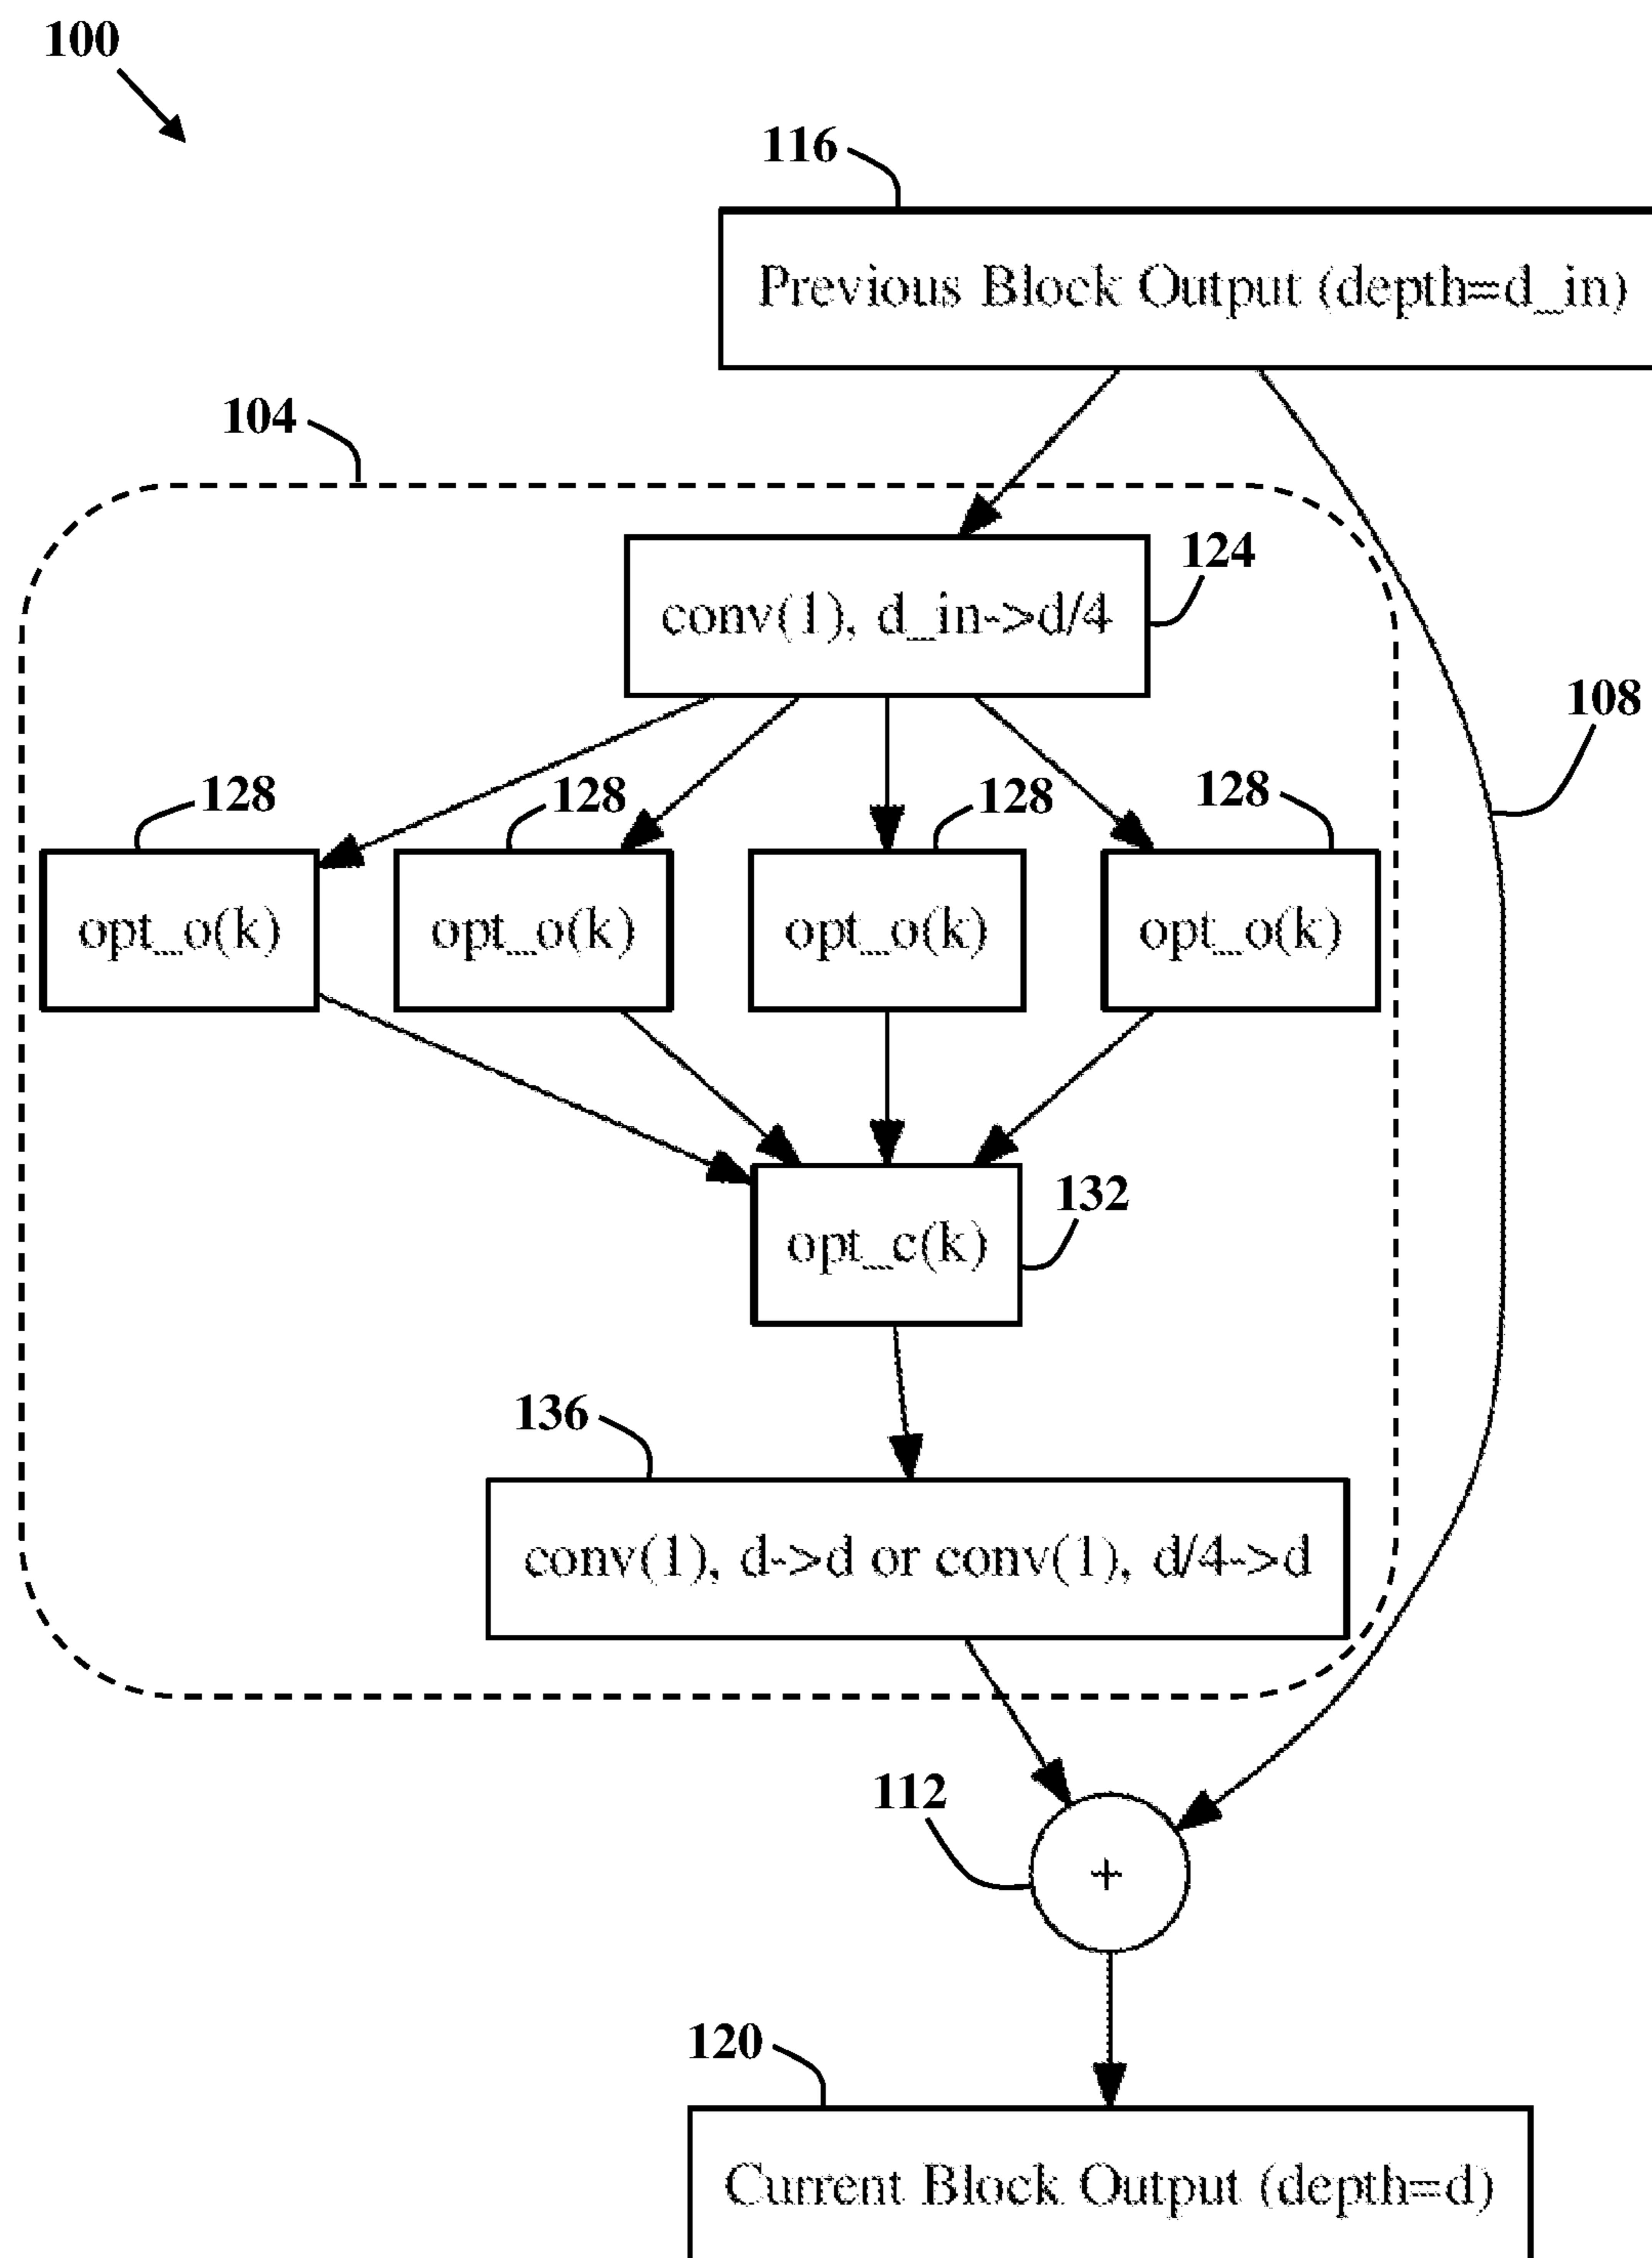 100
116
Previous Block Output (depth=d_in)
104
124
conv(1), d_in->d/4
108
128
128
128
128
opt_o(k)
opt_o(k)
opt_o(k)
opt_o(k)
132
opt_c(k)
136
conv(1), d->d or conv(1), d/4->d
112
+
120
Current Block Output (depth=d)